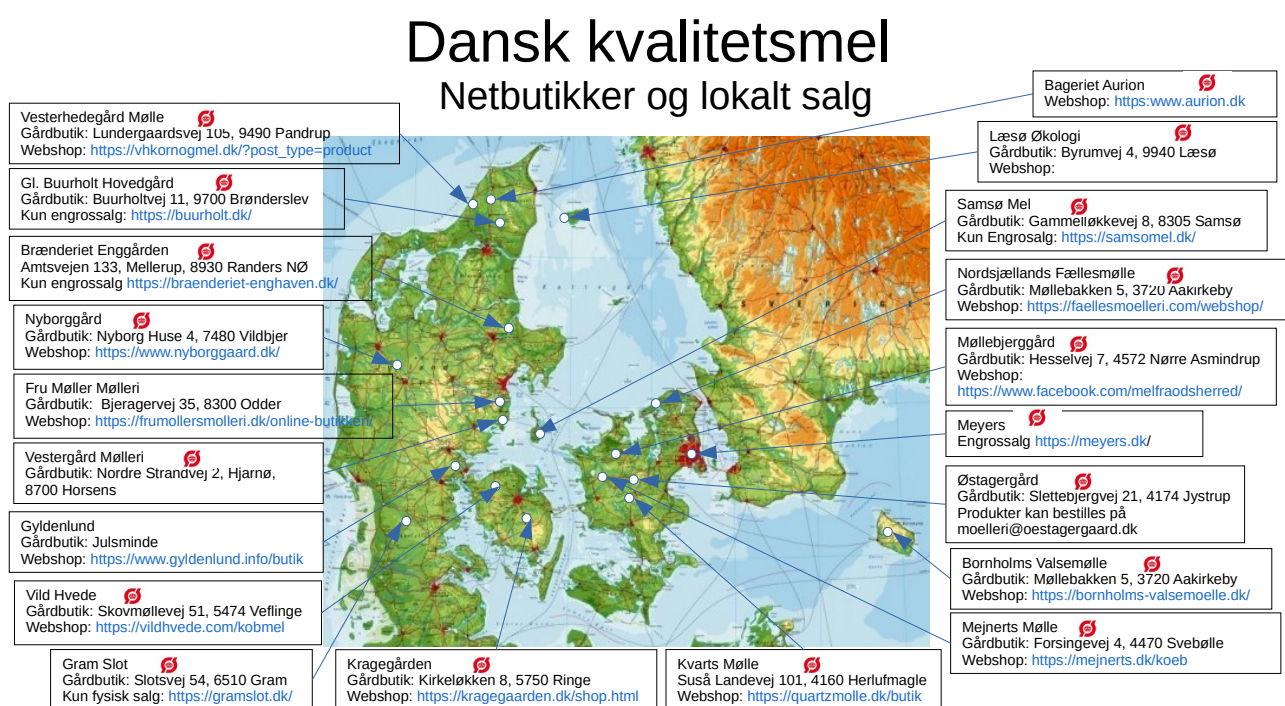 Dansk kvalitetsmel
Netbutikker og lokalt salg
Vesterhedegård Mølle
Gårdbutik: Lundergaardsvej 105, 9490 Pandrup
Webshop: https://vhkornogmel.dk/?post_type=product
Gl. Buurholt Hovedgård
Gårdbutik: Buurholtvej 11, 9700 Brønderslev
Kun engrossalg: https://buurholt.dk/
Brænderiet Enggården
Amtsvejen 133, Mellerup, 8930 Randers NØ
Kun engrossalg https://braenderiet-enghaven.dk/
Nyborggård
Gårdbutik: Nyborg Huse 4, 7480 Vildbjer
Webshop: https://www.nyborggaard.dk/
Fru Møller Mølleri
Gårdbutik: Bjeragervej 35, 8300 Odder
Webshop: https://frumollersmolleri.dk/online-butikken/
Vestergård Mølleri
Gårdbutik: Nordre Strandvej 2, Hjarnø,
8700 Horsens
Gyldenlund
Gårdbutik: Julsminde
Webshop: https://www.gyldenlund.info/butik
Vild Hvede
Gårdbutik: Skovmøllevej 51, 5474 Veflinge
Webshop: https://vildhvede.com/kobmel
Gram Slot
Gårdbutik: Slotsvej 54, 6510 Gram
Kun fysisk salg: https://gramslot.dk/
Kragegården
Gårdbutik: Kirkeløkken 8, 5750 Ringe
Webshop: https://kragegaarden.dk/shop.html
Kvarts Mølle
Suså Landevej 101, 4160 Herlufmagle
Webshop: https://quartzmolle.dk/butik
Bageriet Aurion
Webshop: https:www.aurion.dk
Læsø Økologi
Gårdbutik: Byrumvej 4, 9940 Læsø
Webshop:
Samsø Mel
Gårdbutik: Gammelløkkevej 8, 8305 Samsø
Kun Engrosalg: https://samsomel.dk/
Nordsjællands Fællesmølle
Gårdbutik: Møllebakken 5, 3720 Aakirkeby
Webshop: https://faellesmoelleri.com/webshop/
Møllebjerggård
Gårdbutik: Hesselvej 7, 4572 Nørre Asmindrup
Webshop:
https://www.facebook.com/melfraodsherred/
Meyers
Engrossalg https://meyers.dk/
Østagergård
Gårdbutik: Slettebjergvej 21, 4174 Jystrup
Produkter kan bestilles på
moelleri@oestagergaard.dk
Bornholms Valsemølle
Gårdbutik: Møllebakken 5, 3720 Aakirkeby
Webshop: https://bornholms-valsemoelle.dk/
Mejnerts Mølle
Gårdbutik: Forsingevej 4, 4470 Svebølle
Webshop: https://mejnerts.dk/koeb